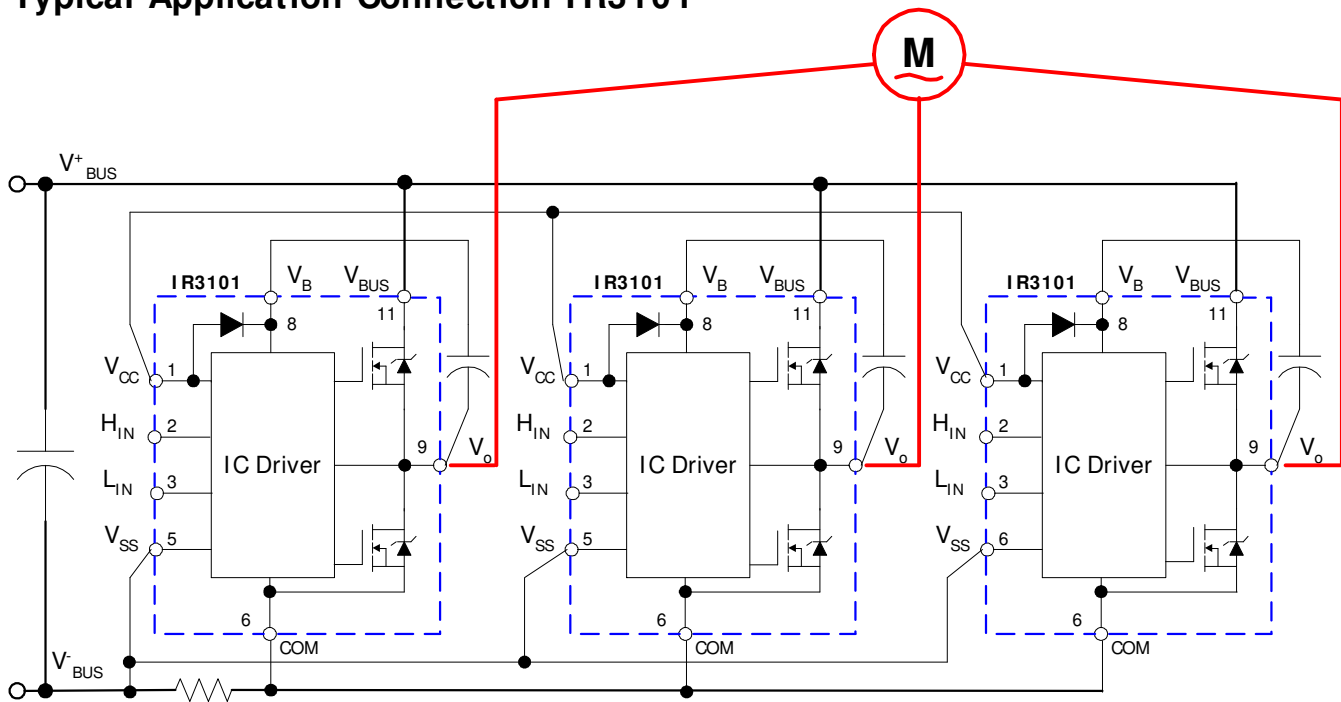 Typical Application Connection IR3101
M
V+BUS
IR3101 VB VBUS
8 11
VCC 1
HIN 2
LIN 3
VSS 5
IC Driver
9 Vo
6
COM
IR3101 VB VBUS
8 11
VCC 1
HIN 2
LIN 3
VSS 5
IC Driver
9 Vo
6
COM
IR3101 VB VBUS
8 11
VCC 1
HIN 2
LIN 3
VSS 6
IC Driver
9 Vo
6
COM
V-BUS